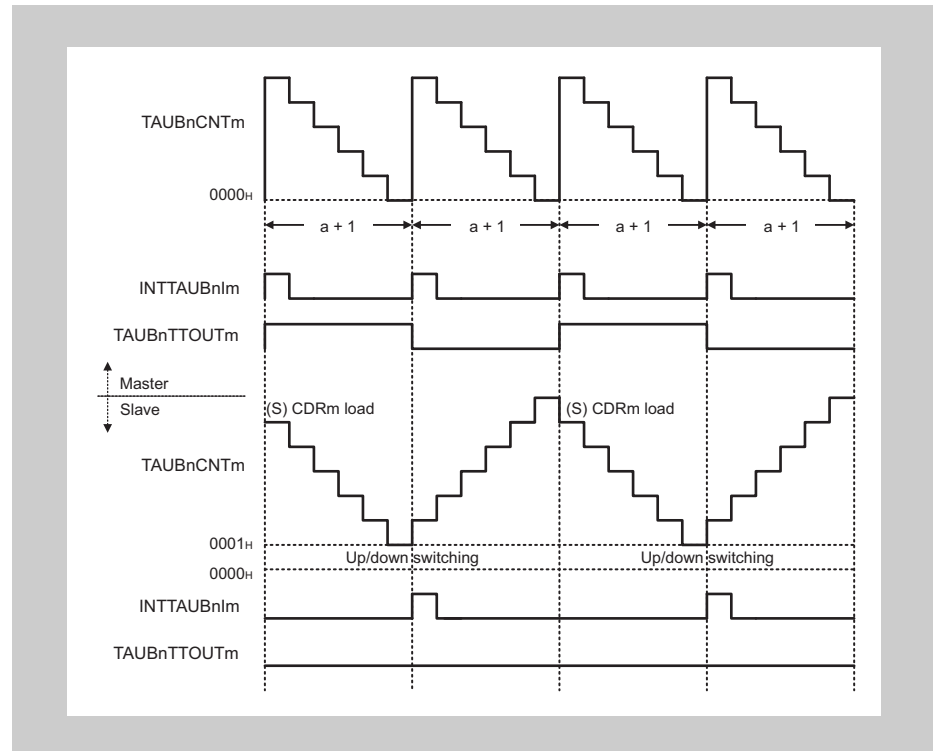 TAUBnCNTm
0000H
a + 1 a + 1 a + 1 a + 1
INTTAUBnIm
TAUBnTTOUTm
Master
Slave
(S) CDRm load (S) CDRm load
TAUBnCNTm
0001H
Up/down switching Up/down switching
0000H
INTTAUBnIm
TAUBnTTOUTm